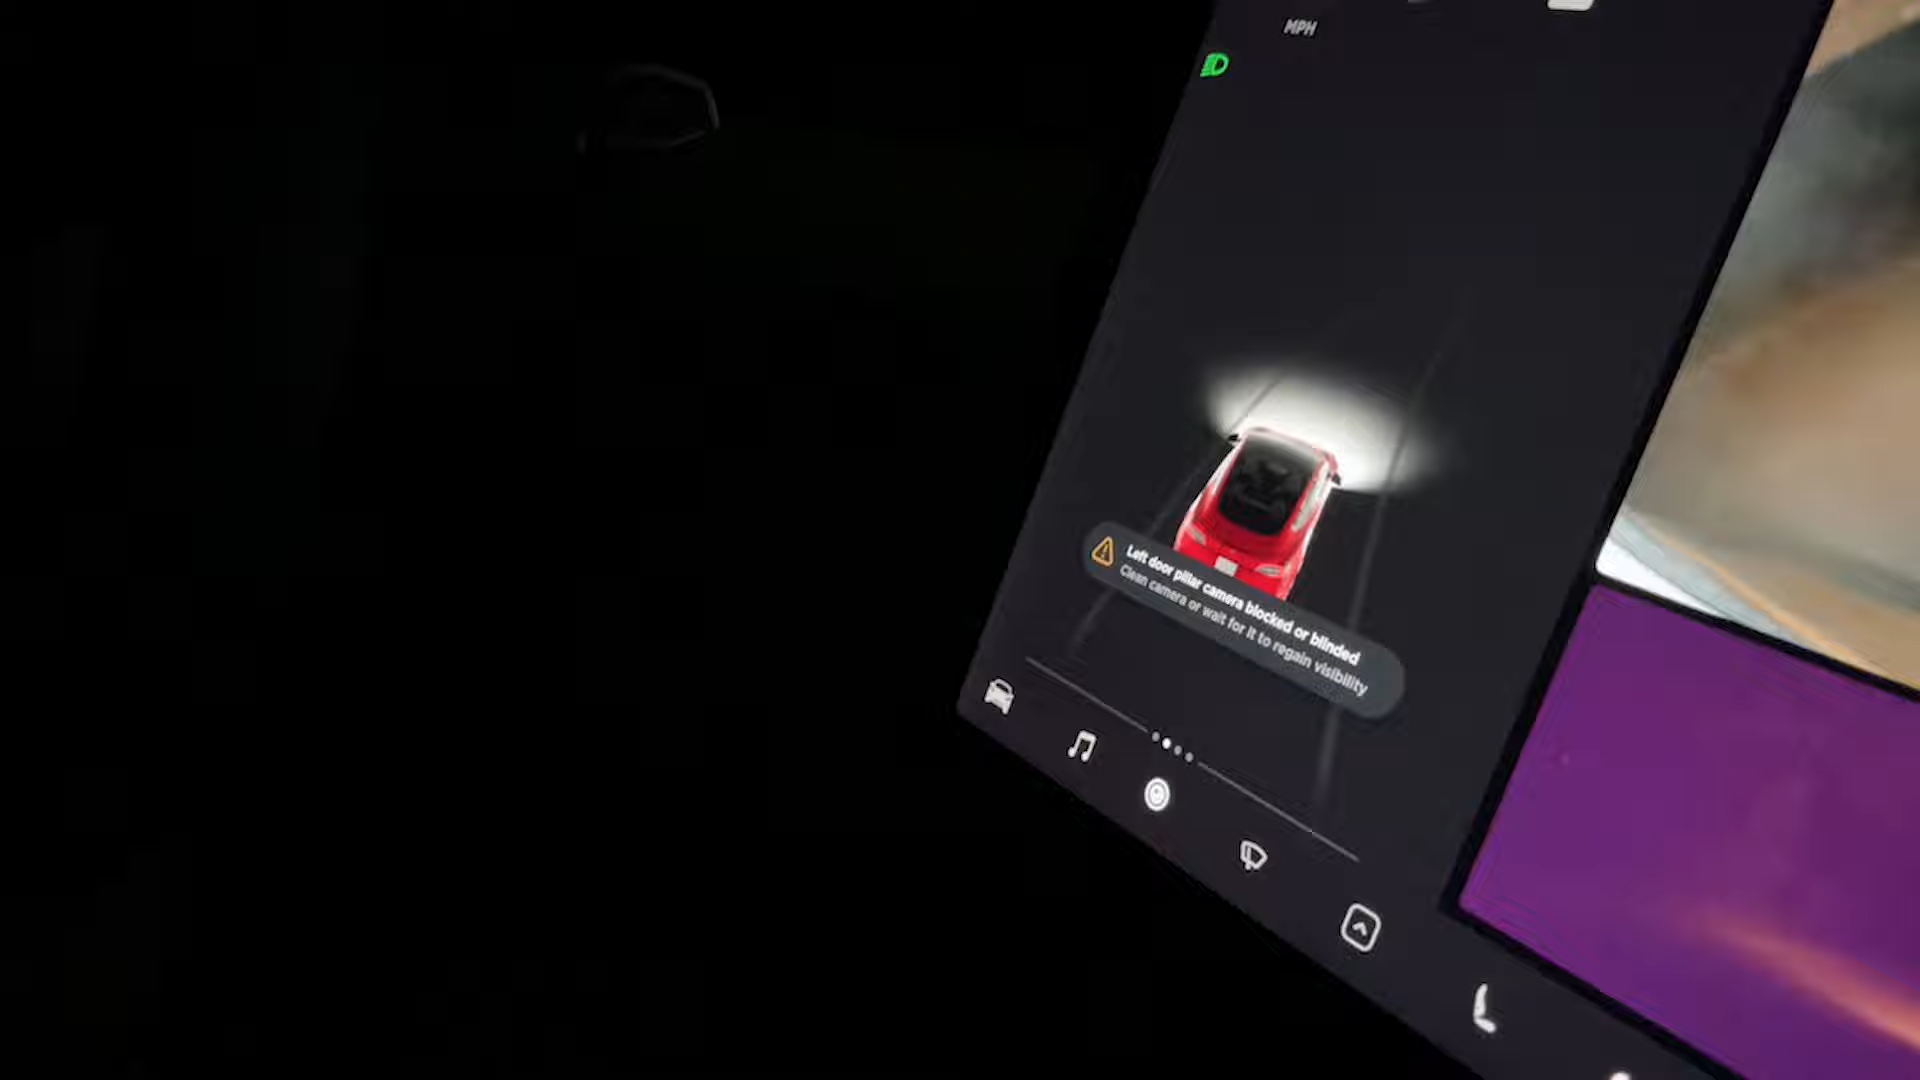 MPH
Left door pillar camera blocked or blinded
Clean camera or wait for it to regain visibility